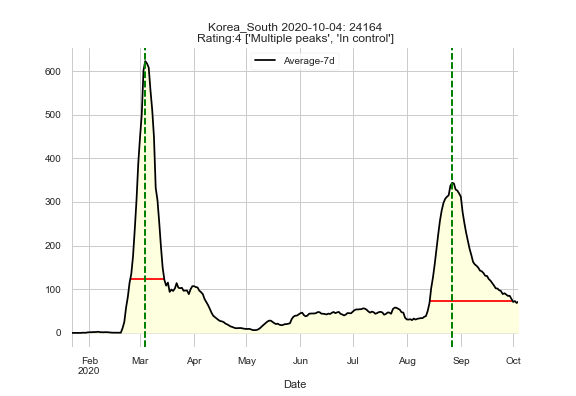 Korea_South 2020-10-04: 24164
Rating:4 ['Multiple peaks', 'In control']
Average-7d
600
500
400
300
200
100
0
Feb Mar Apr May Jun Jul Aug Sep Oct
2020
Date